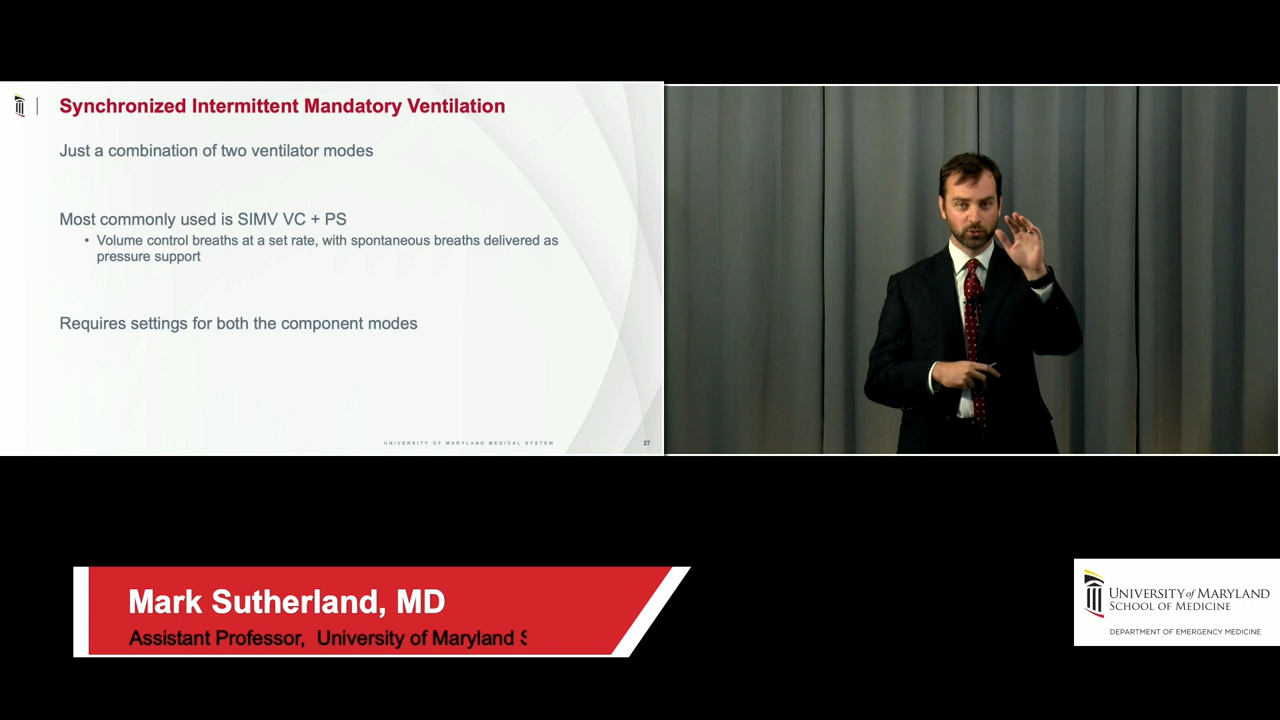 Synchronized Intermittent Mandatory Ventilation
Just a combination of two ventilator modes
Most commonly used is SIMV VC + PS
• Volume control breaths at a set rate, with spontaneous breaths delivered as
pressure support
Requires settings for both the component modes
UNIVERSITY OF MARYLAND MEDICAL SYSTEM
27
Mark Sutherland, MD
Assistant Professor, University of Maryland S
UNIVERSITY of MARYLAND
SCHOOL OF MEDICINE
DEPARTMENT OF EMERGENCY MEDICINE